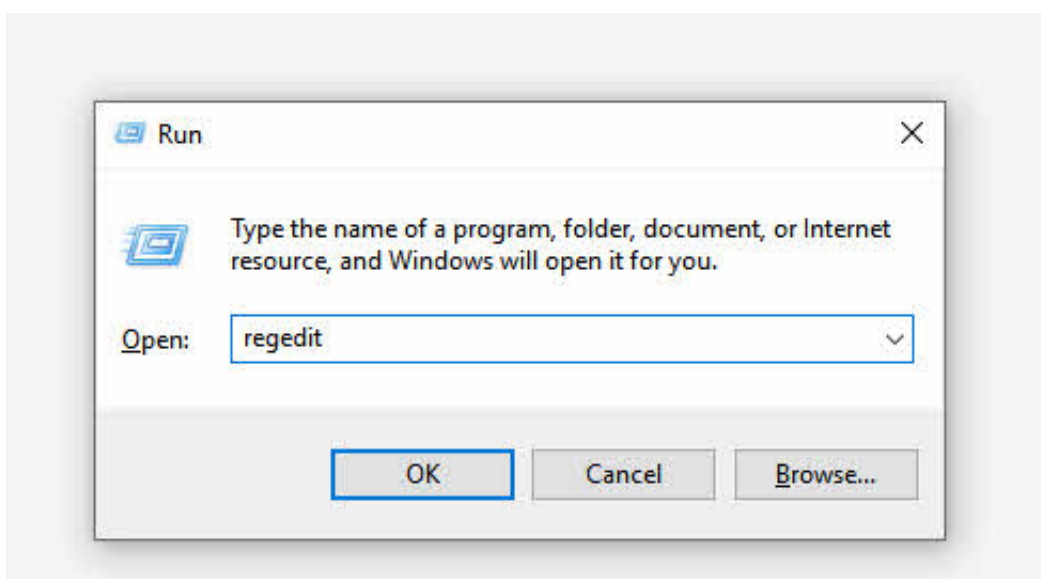 Run
Type the name of a program, folder, document, or Internet
resource, and Windows will open it for you.
Open: regedit
OK Cancel Browse...